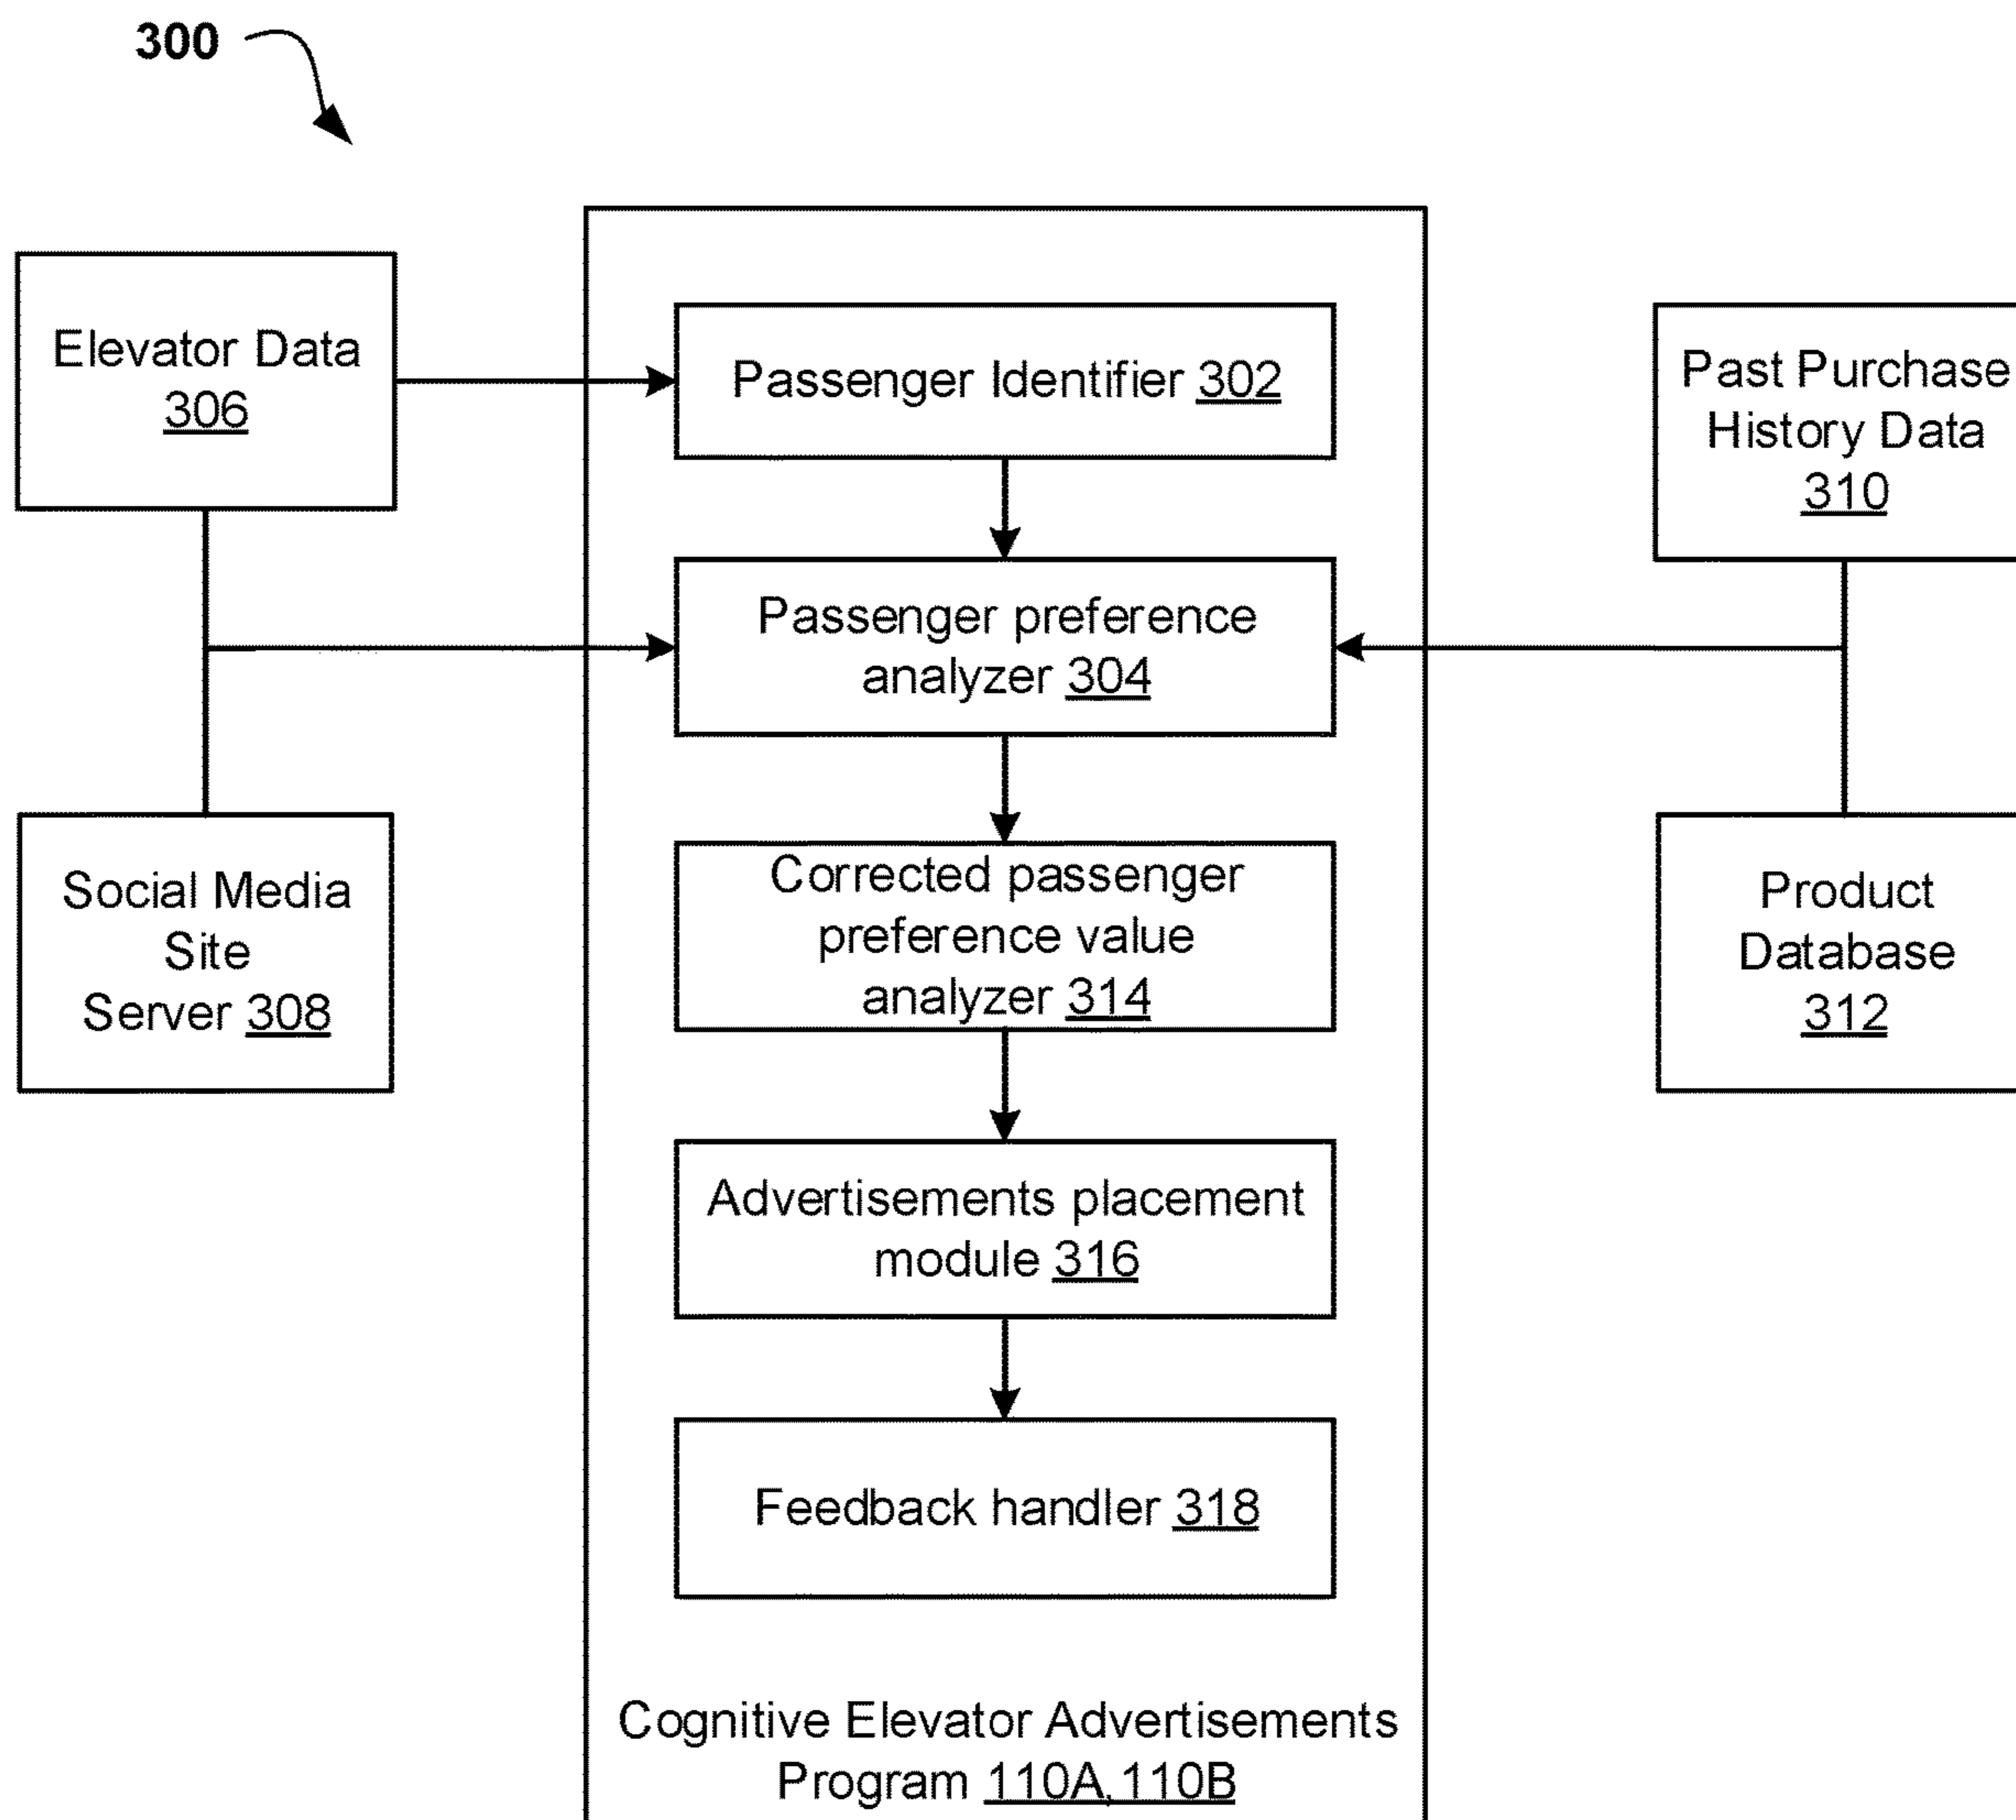 300
Elevator Data
306
Passenger Identifier 302
Past Purchase
History Data
310
Passenger preference
analyzer 304
Social Media
Site
Server 308
Corrected passenger
preference value
analyzer 314
Product
Database
312
Advertisements placement
module 316
Feedback handler 318
Cognitive Elevator Advertisements
Program 110A,110B